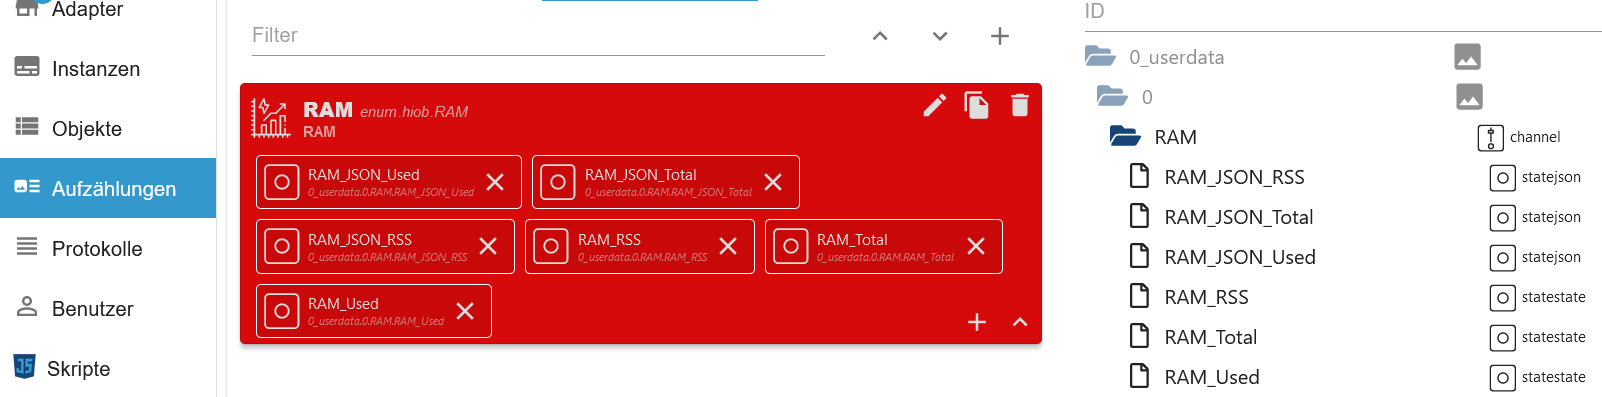 Adapter
Instanzen
Objekte
Aufzählungen
Protokolle
Benutzer
JS Skripte
Filter
RAM enum.hiob.RAM
RAM
RAM_JSON_Used
0_userdata.0.RAM.RAM_JSON_Used
RAM_JSON_Total
0_userdata.0.RAM.RAM_JSON_Total
RAM_JSON_RSS
0_userdata.0.RAM.RAM_JSON_RSS
RAM_RSS
0_userdata.0.RAM.RAM_RSS
RAM_Total
0_userdata.0.RAM.RAM_Total
RAM_Used
0_userdata.0.RAM.RAM_Used
ID
0_userdata
0
RAM channel
RAM_JSON_RSS statejson
RAM_JSON_Total statejson
RAM_JSON_Used statejson
RAM_RSS statestate
RAM_Total statestate
RAM_Used statestate